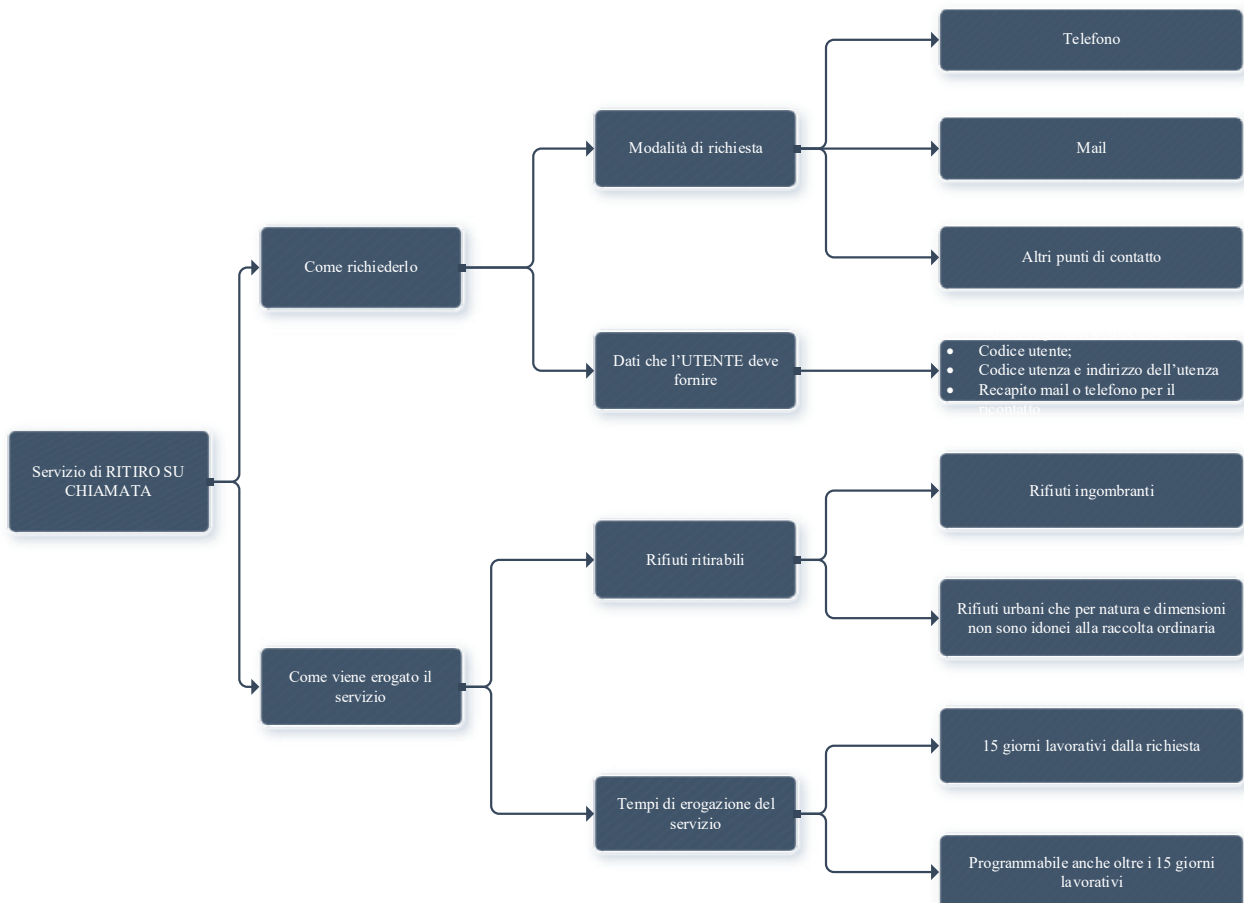 Telefono
Modalità di richiesta
Mail
Come richiederlo
Altri punti di contatto
Dati che l’UTENTE deve
fornire
• Codice utente;
• Codice utenza e indirizzo dell’utenza
• Recapito mail o telefono per il
ricontatto
Servizio di RITIRO SU
CHIAMATA
Rifiuti ingombranti
Rifiuti ritirabili
Rifiuti urbani che per natura e dimensioni
non sono idonei alla raccolta ordinaria
Come viene erogato il
servizio
15 giorni lavorativi dalla richiesta
Tempi di erogazione del
servizio
Programmabile anche oltre i 15 giorni
lavorativi